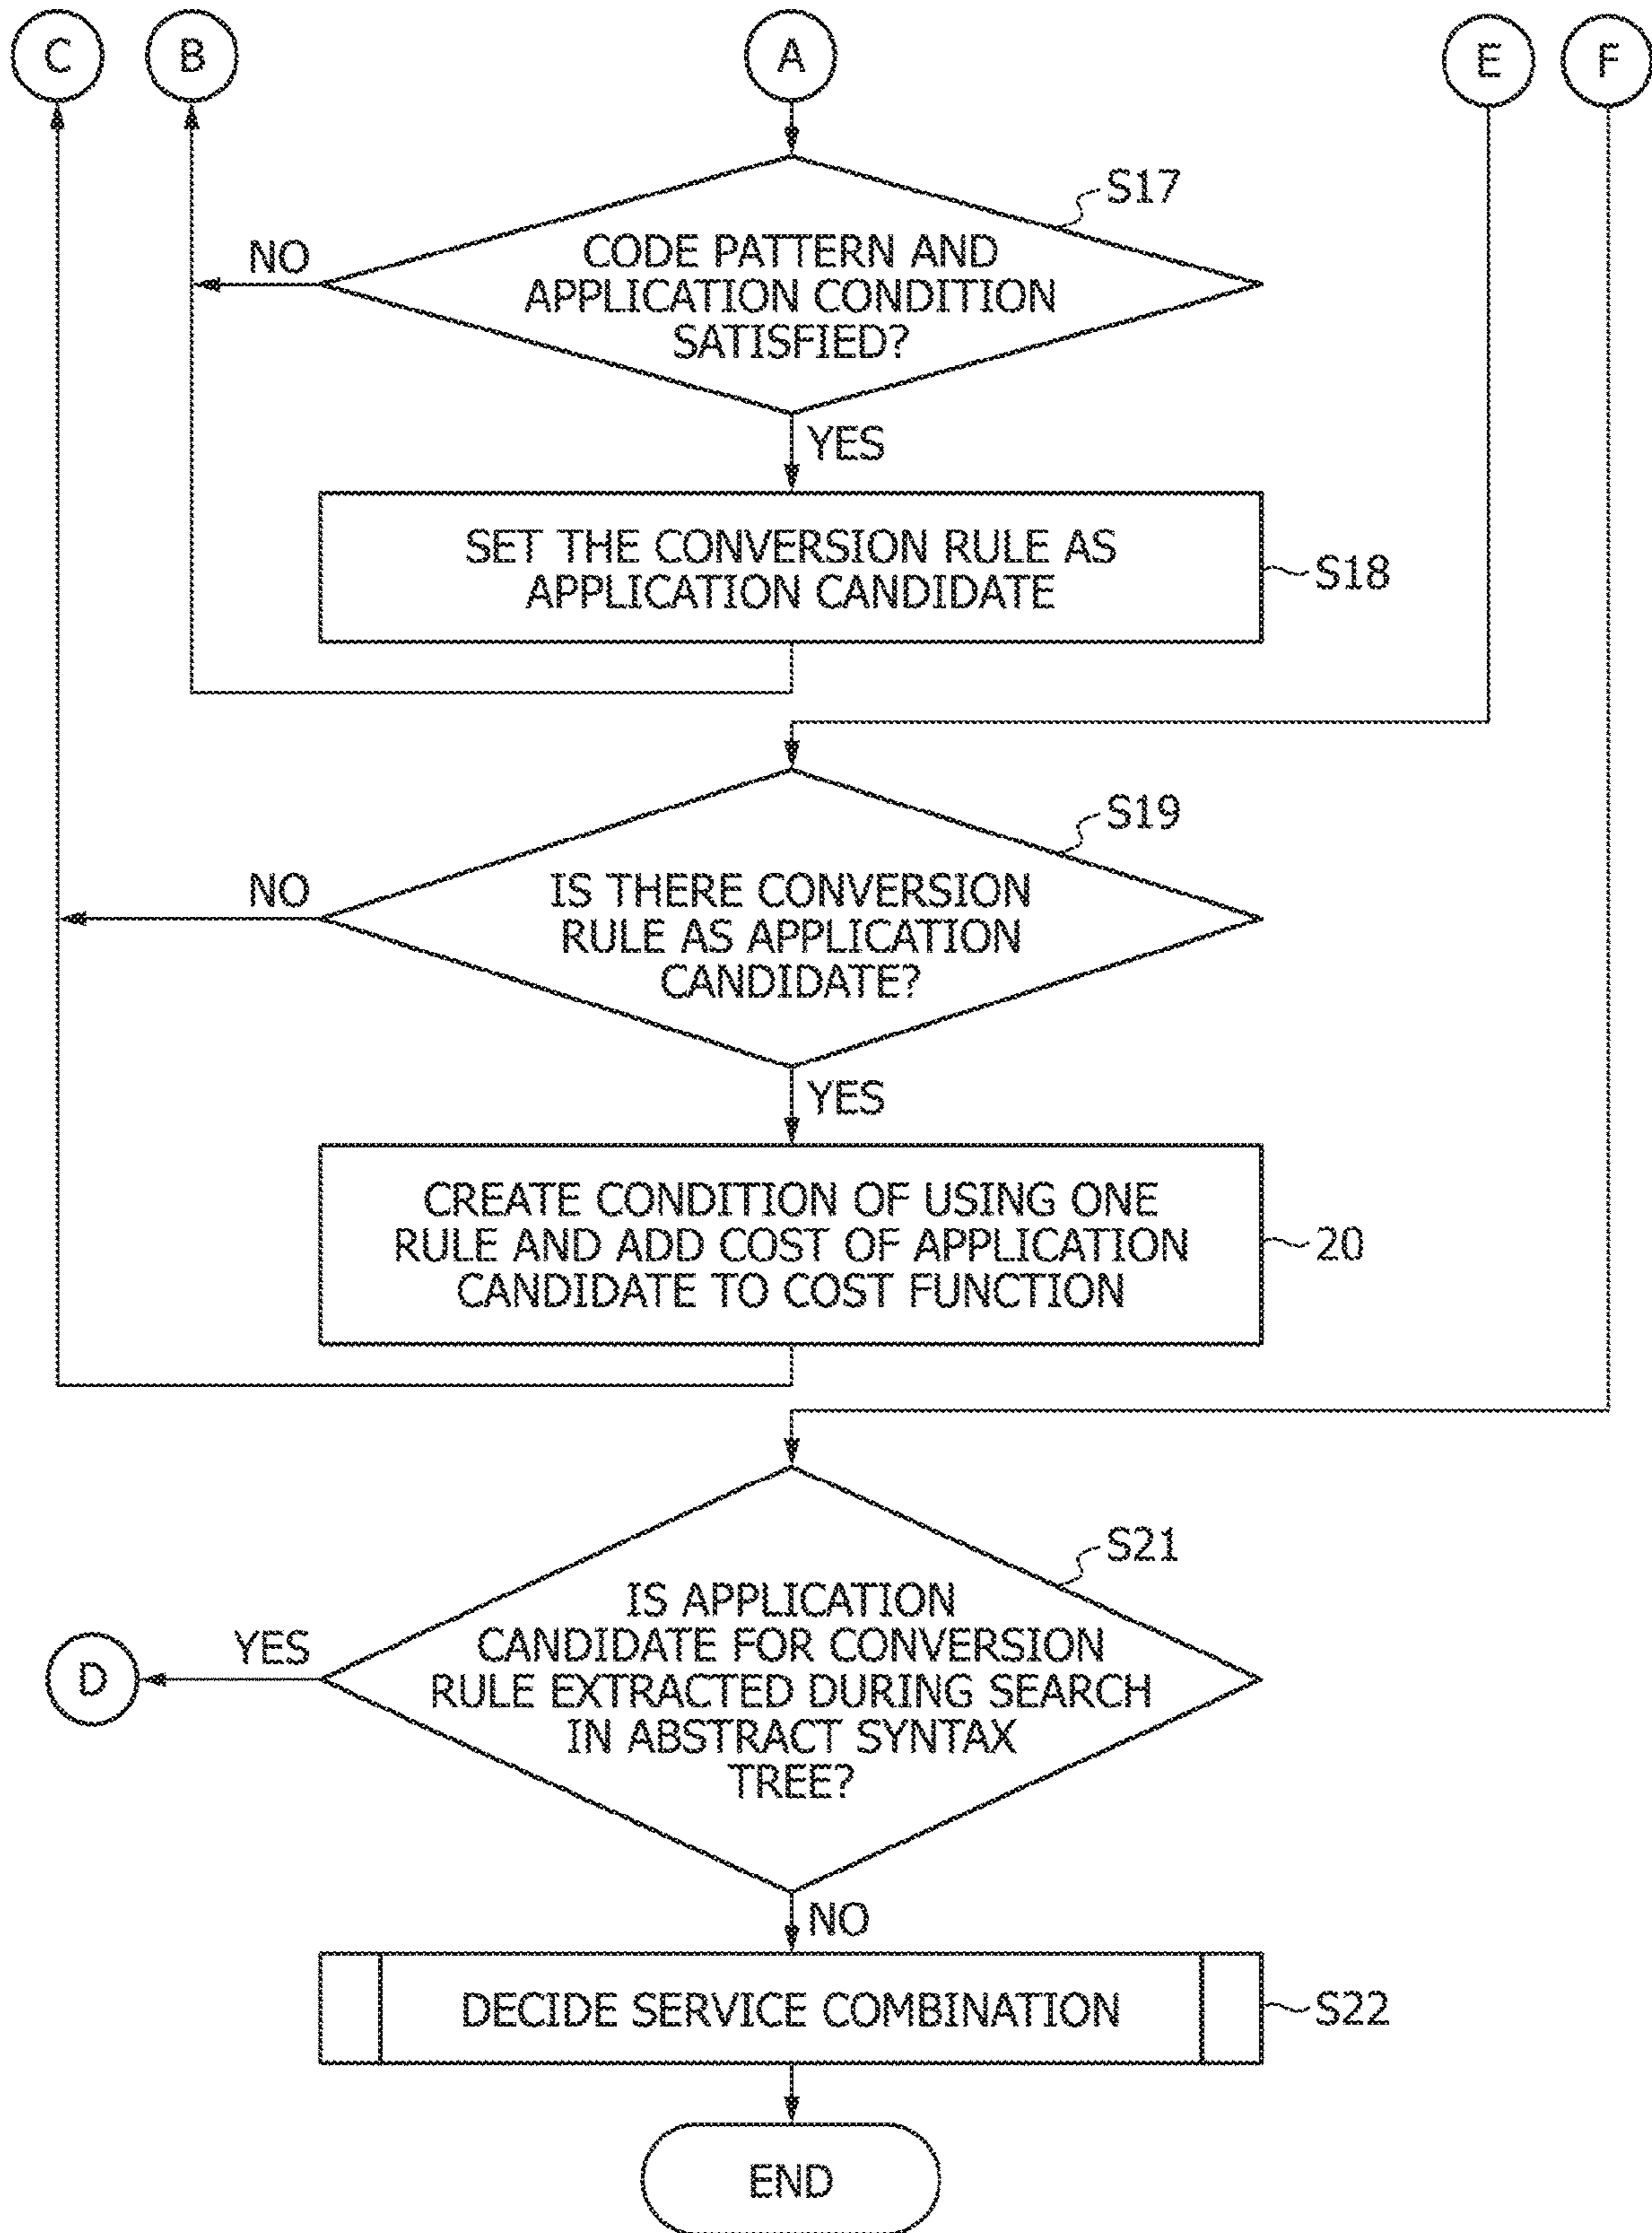 C
B
A
E
F
S17
CODE PATTERN AND
APPLICATION CONDITION
SATISFIED?
NO
YES
SET THE CONVERSION RULE AS
APPLICATION CANDIDATE
S18
S19
IS THERE CONVERSION
RULE AS APPLICATION
CANDIDATE?
NO
YES
CREATE CONDITION OF USING ONE
RULE AND ADD COST OF APPLICATION
CANDIDATE TO COST FUNCTION
20
S21
IS APPLICATION
CANDIDATE FOR CONVERSION
RULE EXTRACTED DURING SEARCH
IN ABSTRACT SYNTAX
TREE?
YES
D
NO
DECIDE SERVICE COMBINATION
S22
END